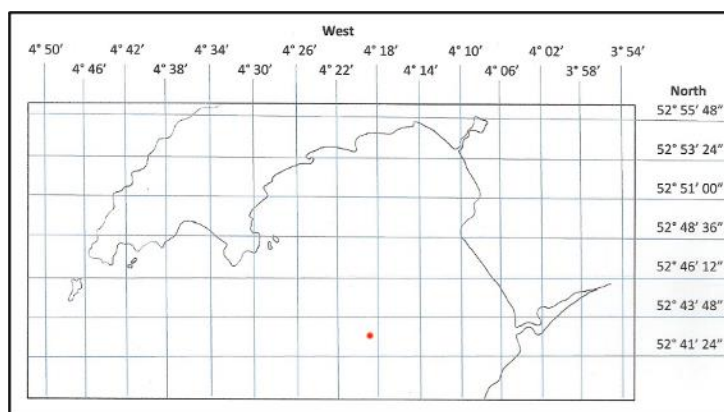 West
4° 50′ 4° 42′ 4° 34′ 4° 26′ 4° 18′ 4° 10′ 4° 02′ 3° 54′
4° 46′ 4° 38′ 4° 30′ 4° 22′ 4° 14′ 4° 06′ 3° 58′
North
52° 55′ 48″
52° 53′ 24″
52° 51′ 00″
52° 48′ 36″
52° 46′ 12″
52° 43′ 48″
52° 41′ 24″